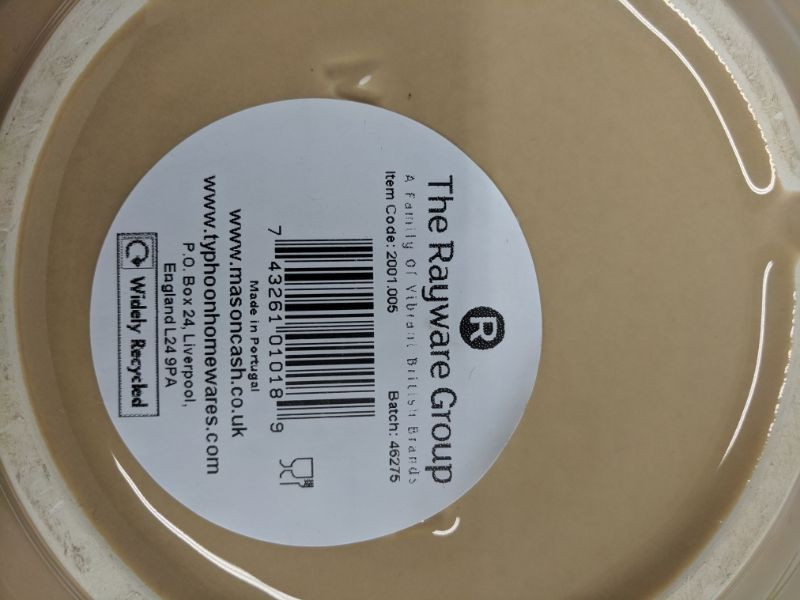 R
The Rayware Group
A Family Of Vibrant British Brands
Item Code: 2001.005 Batch: 46275
7 43261 01018 9
Made in Portugal
www.masoncash.co.uk
www.typhoonhomewares.com
P.O. Box 24, Liverpool,
England L24 9PA
Widely Recycled